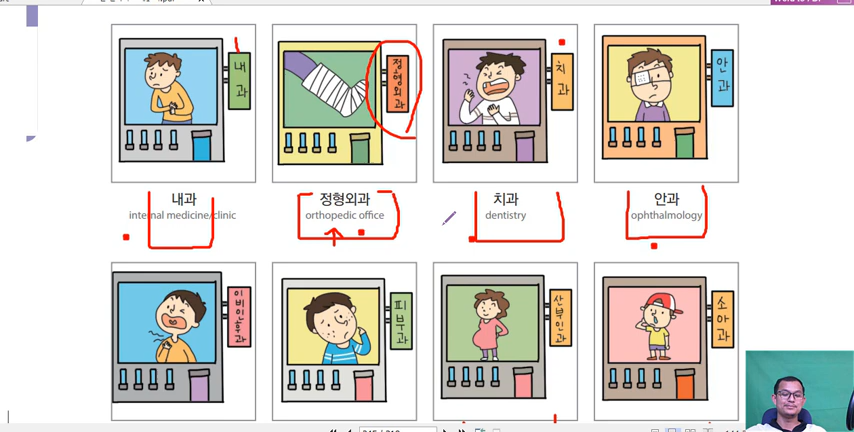 내과
정형외과
치과
안과
내과
정형외과
치과
안과
internal medicine/clinic
orthopedic office
dentistry
ophthalmology
이비인후과
피부과
산부인과
소아과